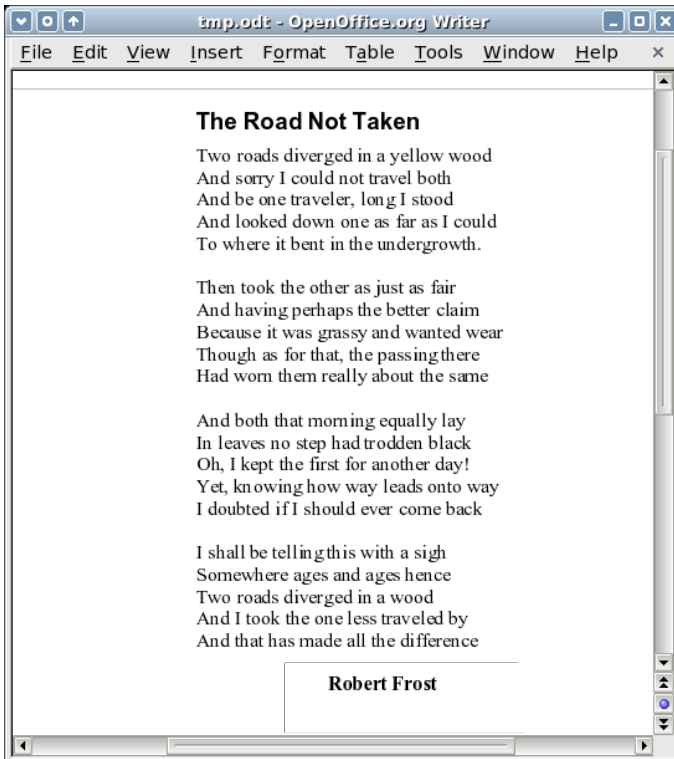 tmp.odt - OpenOffice.org Writer
File Edit View Insert Format Table Tools Window Help
The Road Not Taken
Two roads diverged in a yellow wood
And sorry I could not travel both
And be one traveler, long I stood
And looked down one as far as I could
To where it bent in the undergrowth.
Then took the other as just as fair
And having perhaps the better claim
Because it was grassy and wanted wear
Though as for that, the passing there
Had worn them really about the same
And both that morning equally lay
In leaves no step had trodden black
Oh, I kept the first for another day!
Yet, knowing how way leads onto way
I doubted if I should ever come back
I shall be telling this with a sigh
Somewhere ages and ages hence
Two roads diverged in a wood
And I took the one less traveled by
And that has made all the difference
Robert Frost